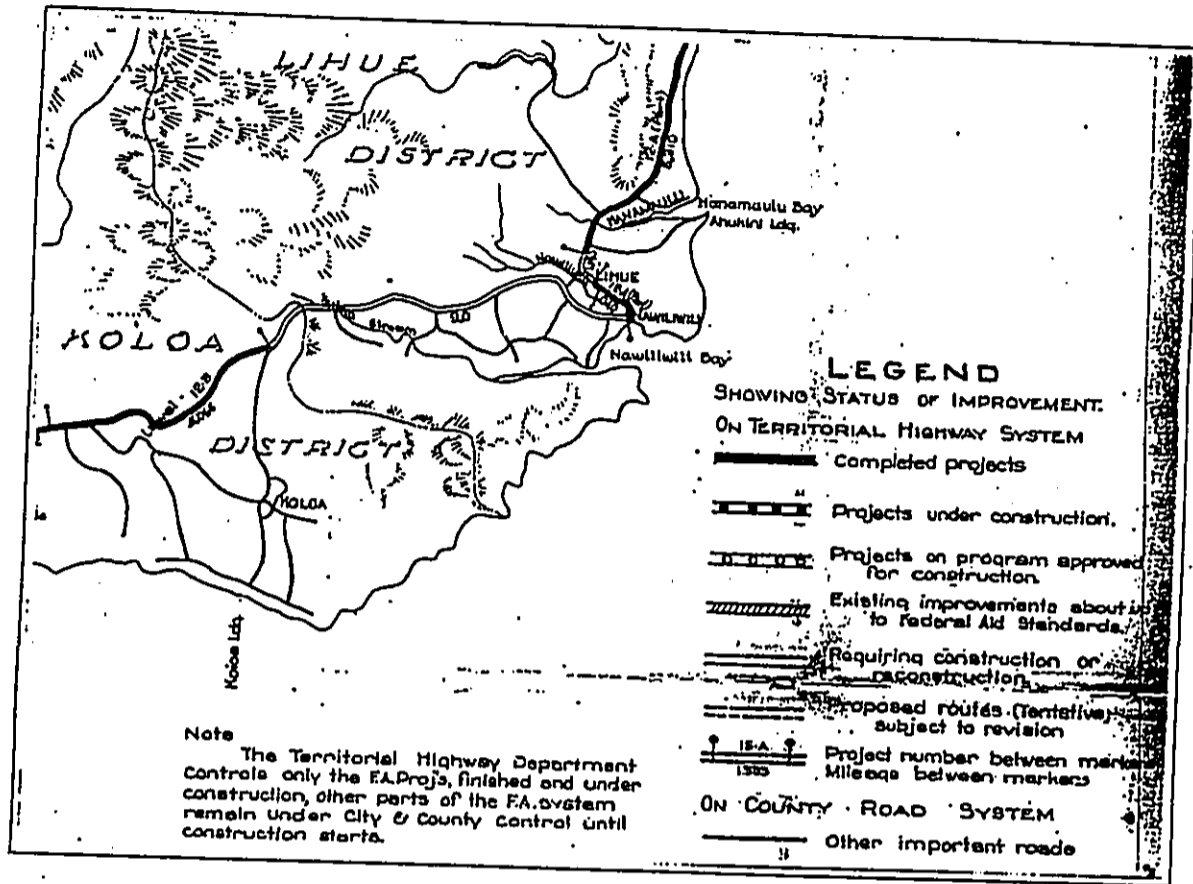 LIHUE
DISTRICT
Hanamaulu Bay
Ahukini Ldg.
LIHUE
Stream
Nawiliwili Bay
KOLOA
DISTRICT
KOLOA
Koloa Ldg.
LEGEND
SHOWING STATUS OF IMPROVEMENT.
ON TERRITORIAL HIGHWAY SYSTEM
Completed projects
Projects under construction.
Projects on program approved
for construction.
Existing improvements about
to Federal Aid Standards.
Requiring construction or
reconstruction
Proposed routes (Tentative)
subject to revision
15-A
Project number between
Mileage between markers
ON COUNTY ROAD SYSTEM
Other important roads
Note
The Territorial Highway Department
Controls only the F.A. Proj's, finished and under
construction, other parts of the F.A. system
remain under City & County Control until
construction starts.